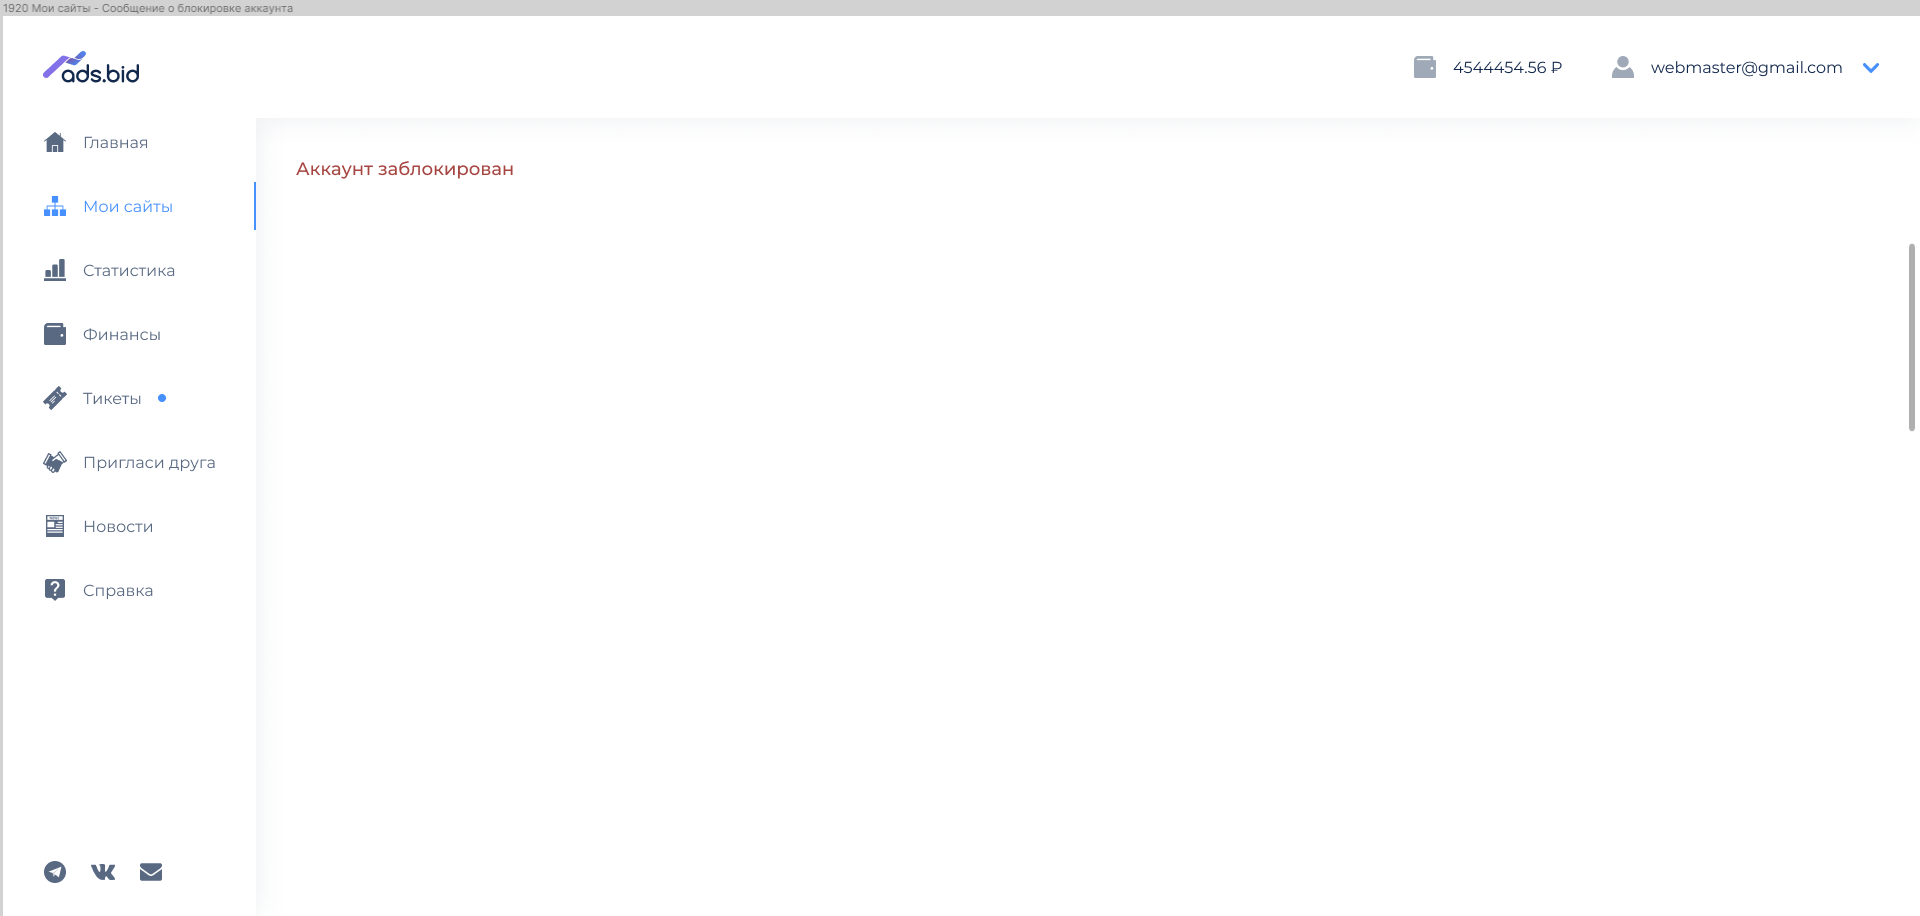 1920 Мои сайты - Сообщение о блокировке аккаунта
ads.bid
4544454.56 ₽
webmaster@gmail.com
Главная
Аккаунт заблокирован
Мои сайты
Статистика
Финансы
Тикеты
Пригласи друга
Новости
Справка